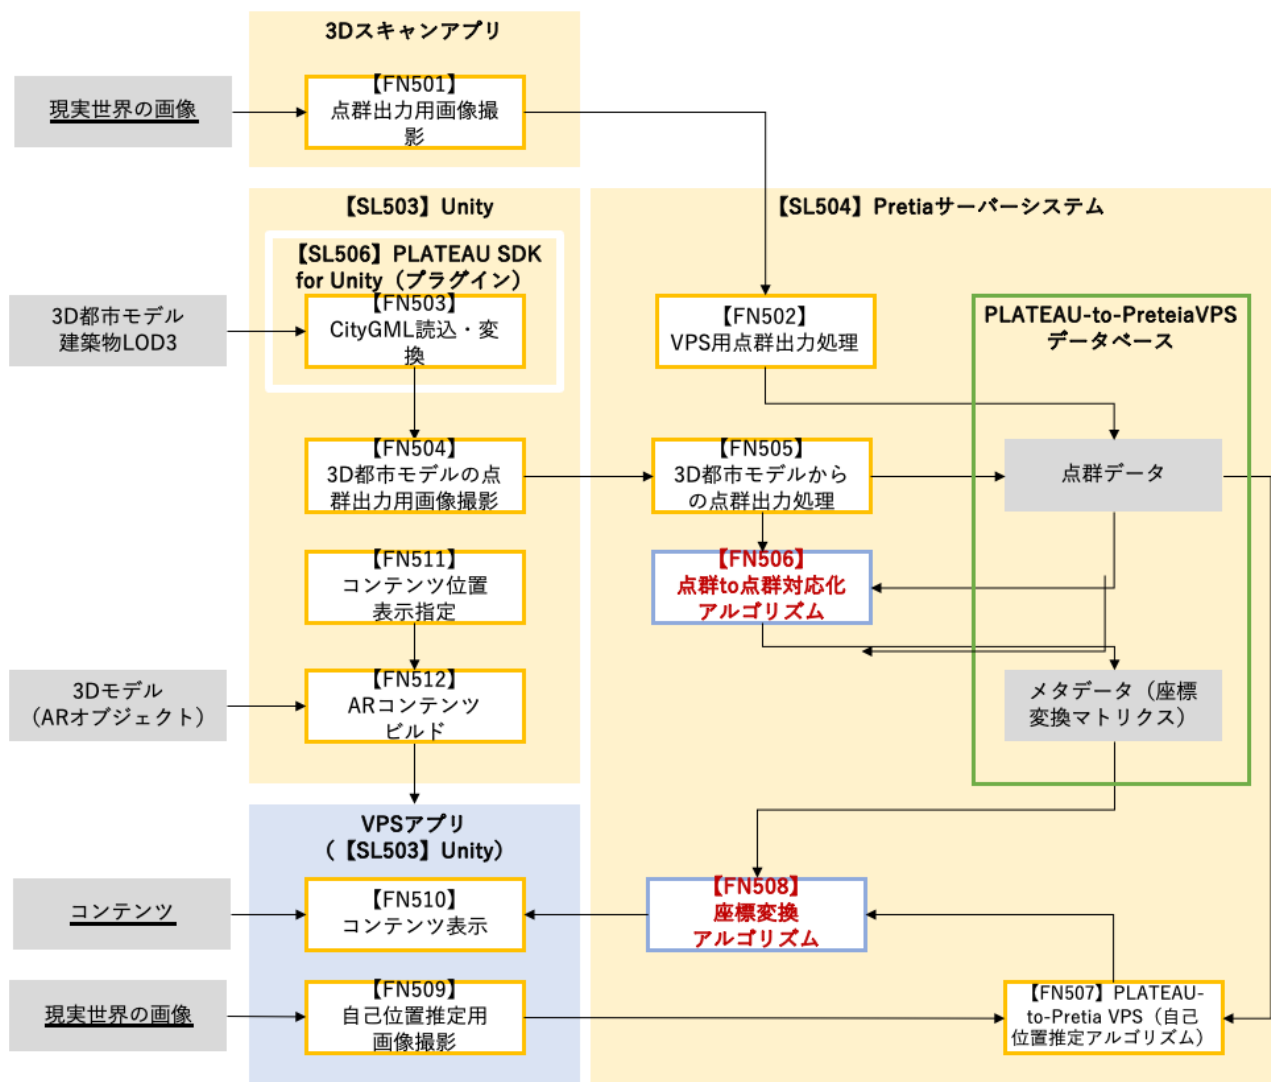 3Dスキャンアプリ
現実世界の画像
【FN501】
点群出力用画像撮
影
【SL503】Unity
【SL504】Pretiaサーバーシステム
【SL506】PLATEAU SDK
for Unity（プラグイン）
3D都市モデル
建築物LOD3
【FN503】
CityGML読込・変
換
【FN502】
VPS用点群出力処理
PLATEAU-to-PreteiaVPS
データベース
【FN504】
3D都市モデルの点
群出力用画像撮影
【FN505】
3D都市モデルから
の点群出力処理
点群データ
【FN511】
コンテンツ位置
表示指定
【FN506】
点群to点群対応化
アルゴリズム
3Dモデル
（ARオブジェクト）
【FN512】
ARコンテンツ
ビルド
メタデータ（座標
変換マトリクス）
VPSアプリ
（【SL503】Unity）
コンテンツ
【FN510】
コンテンツ表示
【FN508】
座標変換
アルゴリズム
現実世界の画像
【FN509】
自己位置推定用
画像撮影
【FN507】PLATEAU-
to-Pretia VPS（自己
位置推定アルゴリズム）